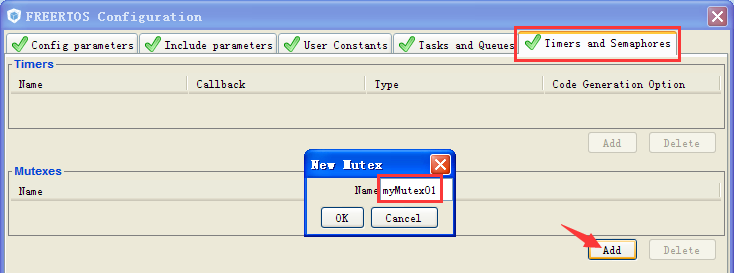 FREERTOS Configuration
Config parameters Include parameters User Constants Tasks and Queues Timers and Semaphores
Timers
Name Callback Type Code Generation Option
Add Delete
New Mutex
Mutexes
Name
Name myMutex01
OK Cancel
Add Delete